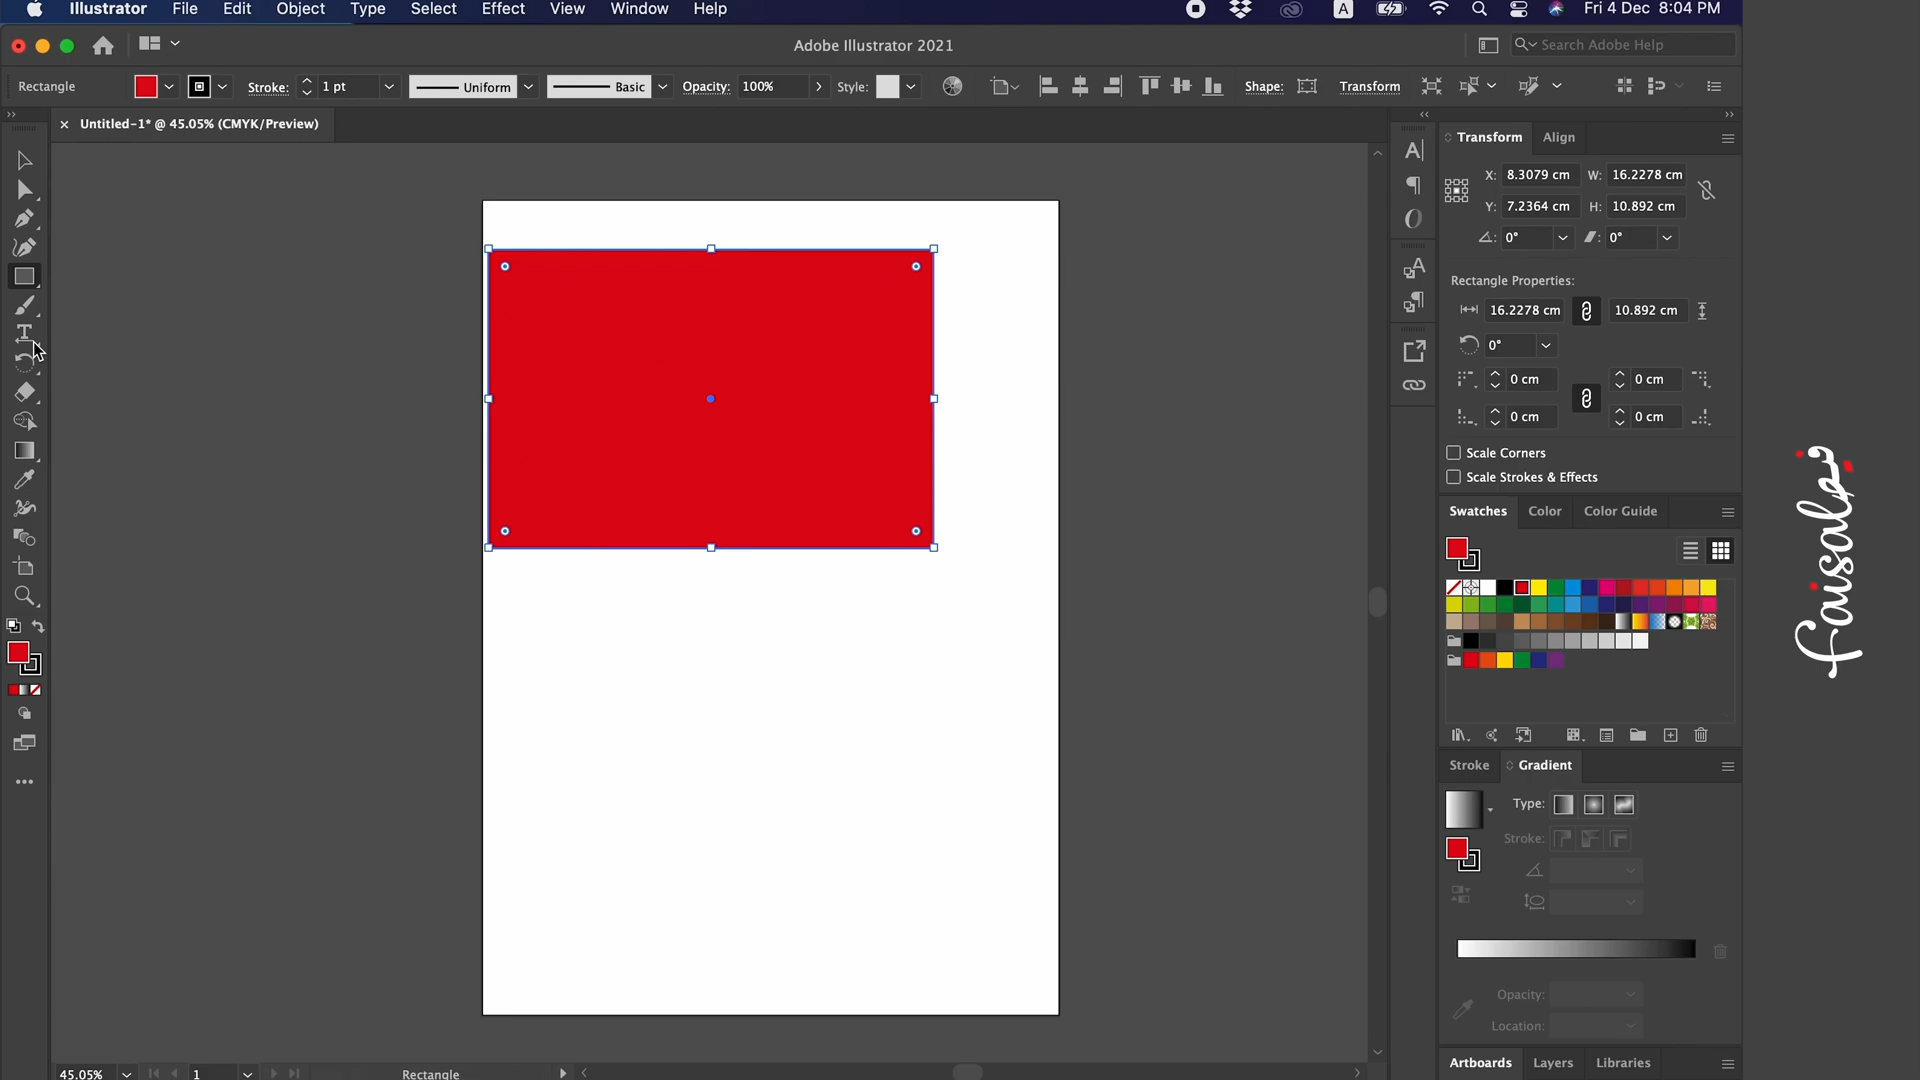 Illustrator File Edit Object Type Select Effect View Window Help
A Fri 4 Dec 8:04 PM
Adobe Illustrator 2021
Search Adobe Help
Rectangle Stroke: 1 pt Uniform Basic Opacity: 100% Style: Shape: Transform
Untitled-1* @ 45.05% (CMYK/Preview)
Transform Align
X: 8.3079 cm W: 16.2278 cm
Y: 7.2364 cm H: 10.892 cm
0° 0°
Rectangle Properties:
16.2278 cm 10.892 cm
0°
0 cm 0 cm
0 cm 0 cm
Scale Corners
Scale Strokes & Effects
Swatches Color Color Guide
faisalpi
Stroke Gradient
Type:
Stroke:
Opacity:
Location:
Artboards Layers Libraries
45.05% 1 Rectangle